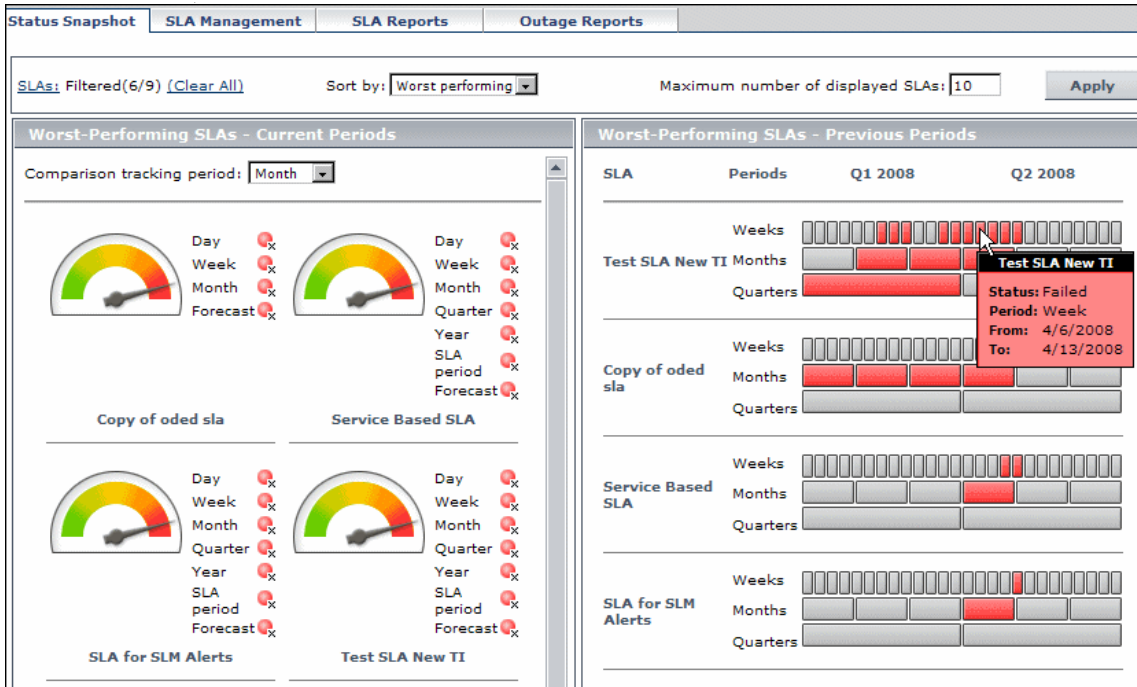 Status Snapshot SLA Management SLA Reports Outage Reports
SLAs: Filtered(6/9) (Clear All) Sort by: Worst performing Maximum number of displayed SLAs: 10 Apply
Worst-Performing SLAs - Current Periods
Comparison tracking period: Month
Day
Week
Month
Forecast
Copy of oded sla
Day
Week
Month
Quarter
Year
SLA
period
Forecast
Service Based SLA
Day
Week
Month
Quarter
Year
SLA
period
Forecast
SLA for SLM Alerts
Day
Week
Month
Quarter
Year
SLA
period
Forecast
Test SLA New TI
Worst-Performing SLAs - Previous Periods
SLA Periods Q1 2008 Q2 2008
Weeks
Test SLA New TI Months
Quarters
Test SLA New TI
Status: Failed
Period: Week
From: 4/6/2008
To: 4/13/2008
Copy of oded
sla
Weeks
Months
Quarters
Service Based
SLA
Weeks
Months
Quarters
SLA for SLM
Alerts
Weeks
Months
Quarters